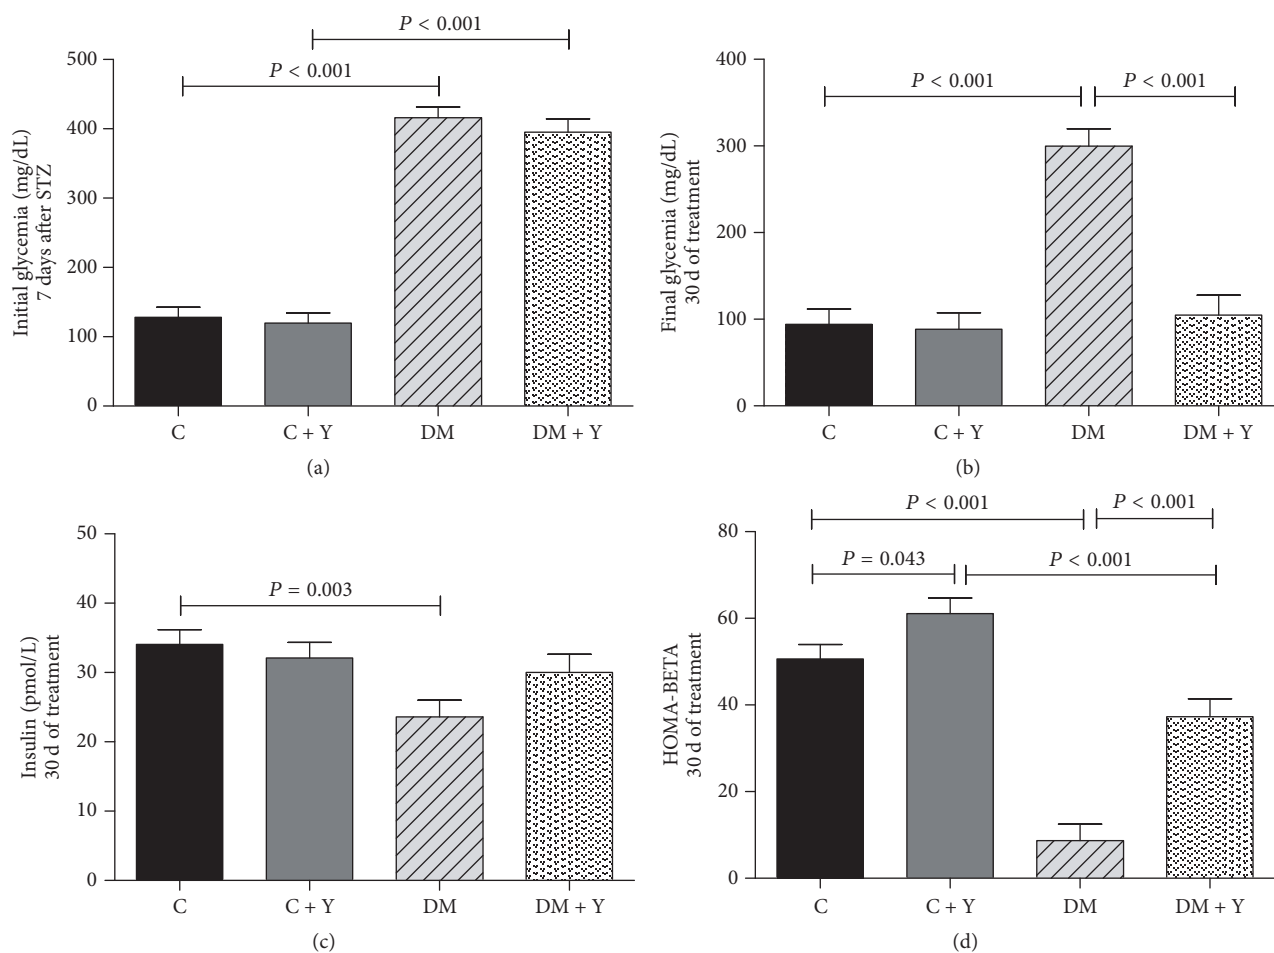 P < 0.001
P < 0.001
Initial glycemia (mg/dL)
7 days after STZ
500
400
300
200
100
0
C
C + Y
DM
DM + Y
(a)
P < 0.001
P < 0.001
Final glycemia (mg/dL)
30 d of treatment
400
300
200
100
0
C
C + Y
DM
DM + Y
(b)
P = 0.003
Insulin (pmol/L)
30 d of treatment
50
40
30
20
10
0
C
C + Y
DM
DM + Y
(c)
P < 0.001
P < 0.001
P = 0.043
P < 0.001
HOMA-BETA
30 d of treatment
80
60
40
20
0
C
C + Y
DM
DM + Y
(d)